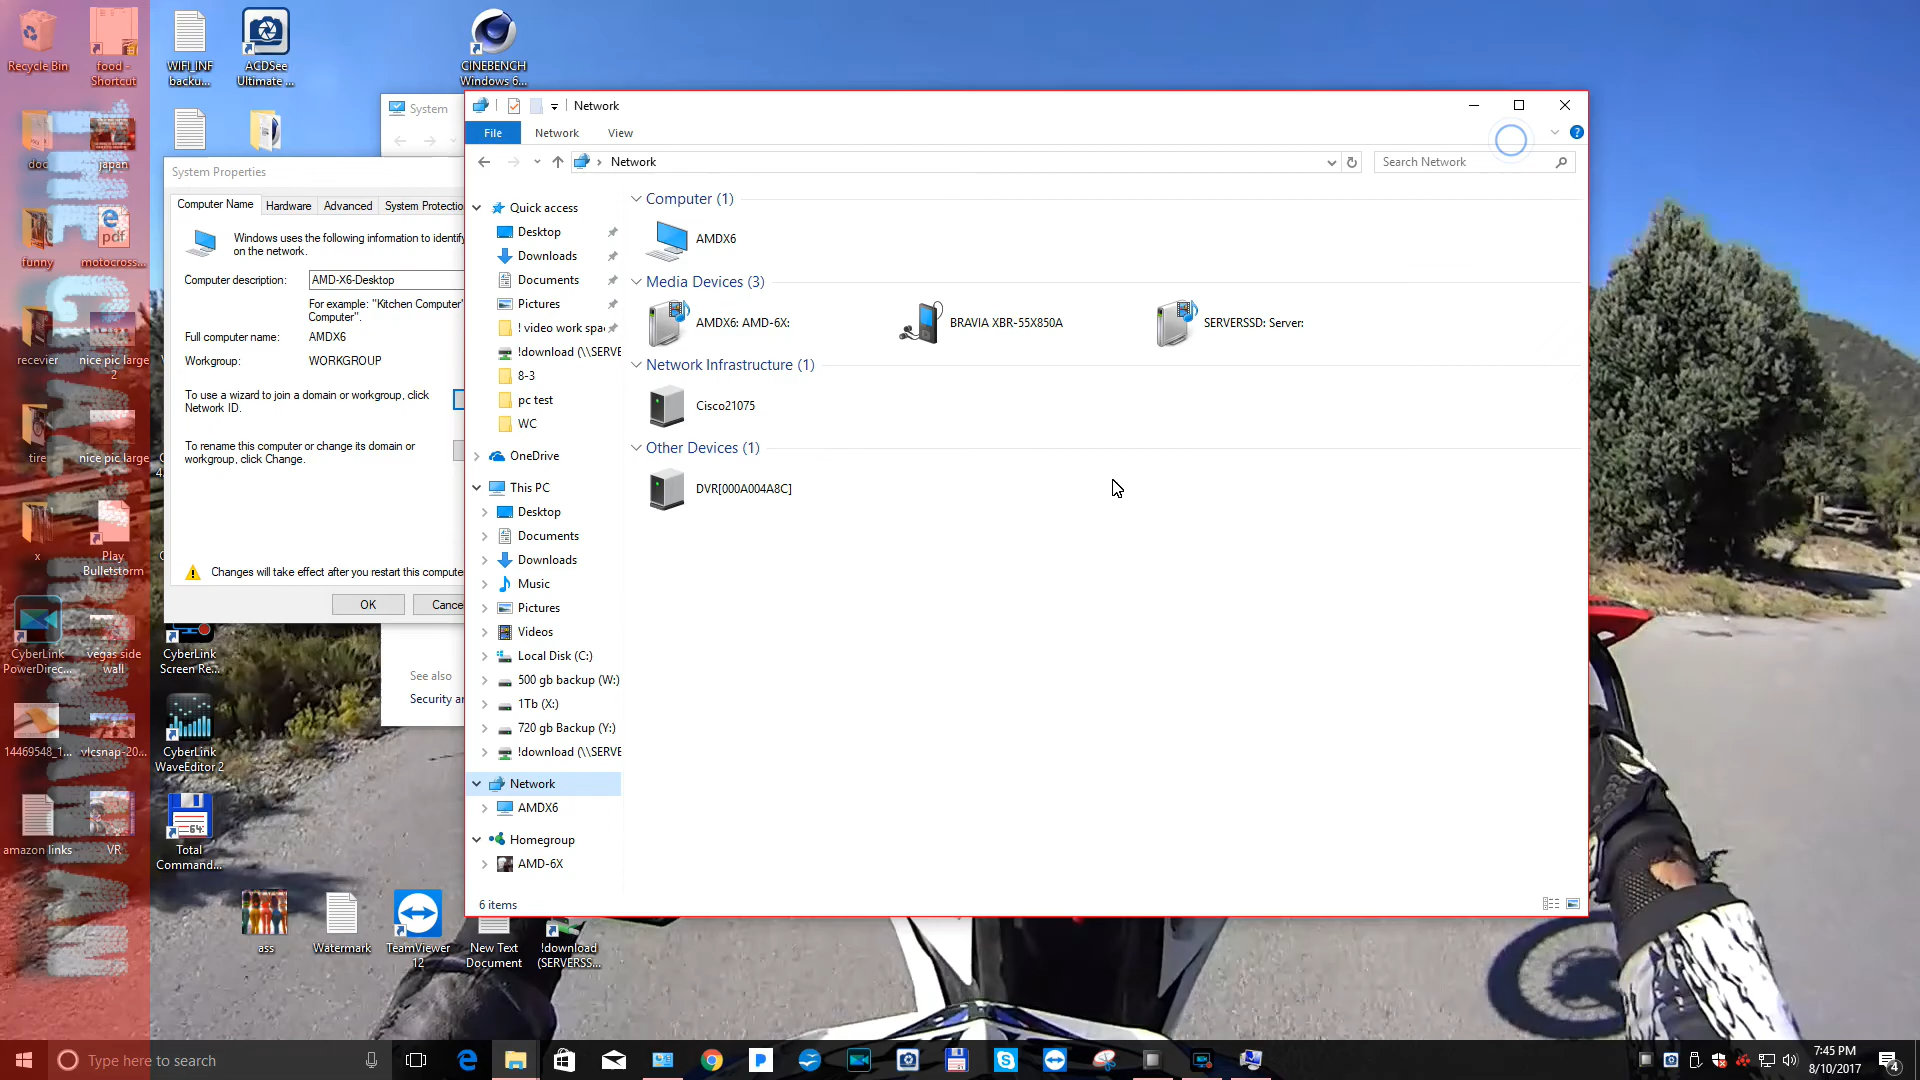 Recycle Bin
food - Shortcut
WIFI_INF backu...
ACDSee Ultimate ...
CINEBENCH Windows 6...
doc
japan
funny
pdf
motocross...
recevier
nice pic large 2
tire
nice pic large
x
Play Bulletstorm
CyberLink PowerDirec...
vegas side wall
CyberLink Screen Re...
14469548_1...
vlcsnap-20...
CyberLink WaveEditor 2
amazon links
VR
64
Total Command...
ass
Watermark
TeamViewer 12
New Text Document
!download (SERVERSS...
System
See also
Security an
System Properties
Computer Name
Hardware
Advanced
System Protectio
Windows uses the following information to identify
on the network.
Computer description:
AMD-X6-Desktop
For example: "Kitchen Computer"
Computer".
Full computer name:
AMDX6
Workgroup:
WORKGROUP
To use a wizard to join a domain or workgroup, click
Network ID.
To rename this computer or change its domain or
workgroup, click Change.
Changes will take effect after you restart this compute
OK
Cance
Network
File
Network
View
Network
Search Network
Quick access
Desktop
Downloads
Documents
Pictures
! video work spa
!download (\\SERVE
8-3
pc test
WC
OneDrive
This PC
Desktop
Documents
Downloads
Music
Pictures
Videos
Local Disk (C:)
500 gb backup (W:)
1Tb (X:)
720 gb Backup (Y:)
!download (\\SERVE
Network
AMDX6
Homegroup
AMD-6X
Computer (1)
AMDX6
Media Devices (3)
AMDX6: AMD-6X:
BRAVIA XBR-55X850A
SERVERSSD: Server:
Network Infrastructure (1)
Cisco21075
Other Devices (1)
DVR[000A004A8C]
6 items
Type here to search
7:45 PM
8/10/2017
4